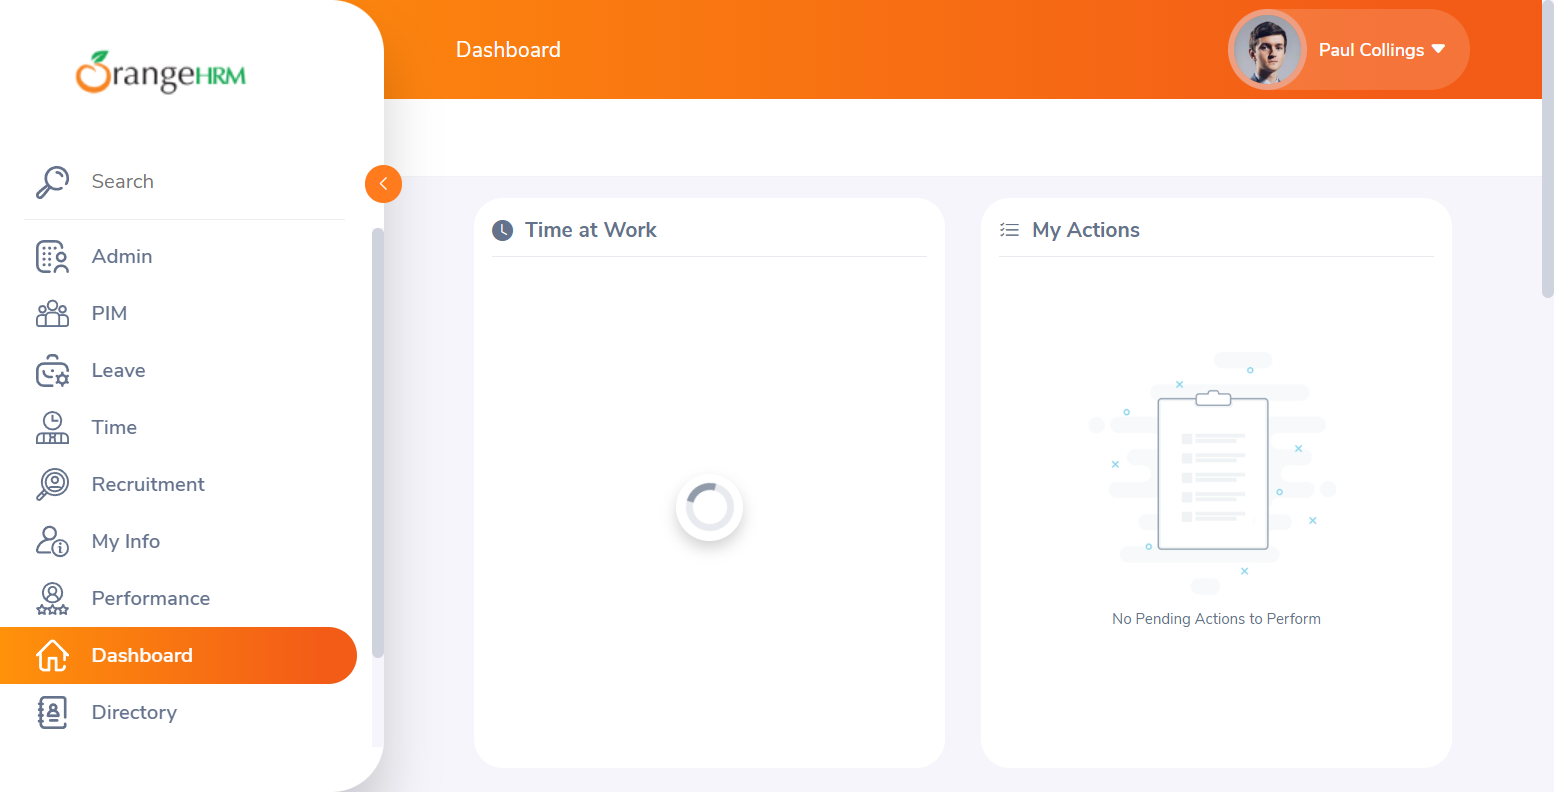 OrangeHRM
Dashboard
Paul Collings
Search
Admin
PIM
Leave
Time
Recruitment
My Info
Performance
Dashboard
Directory
Time at Work
My Actions
No Pending Actions to Perform